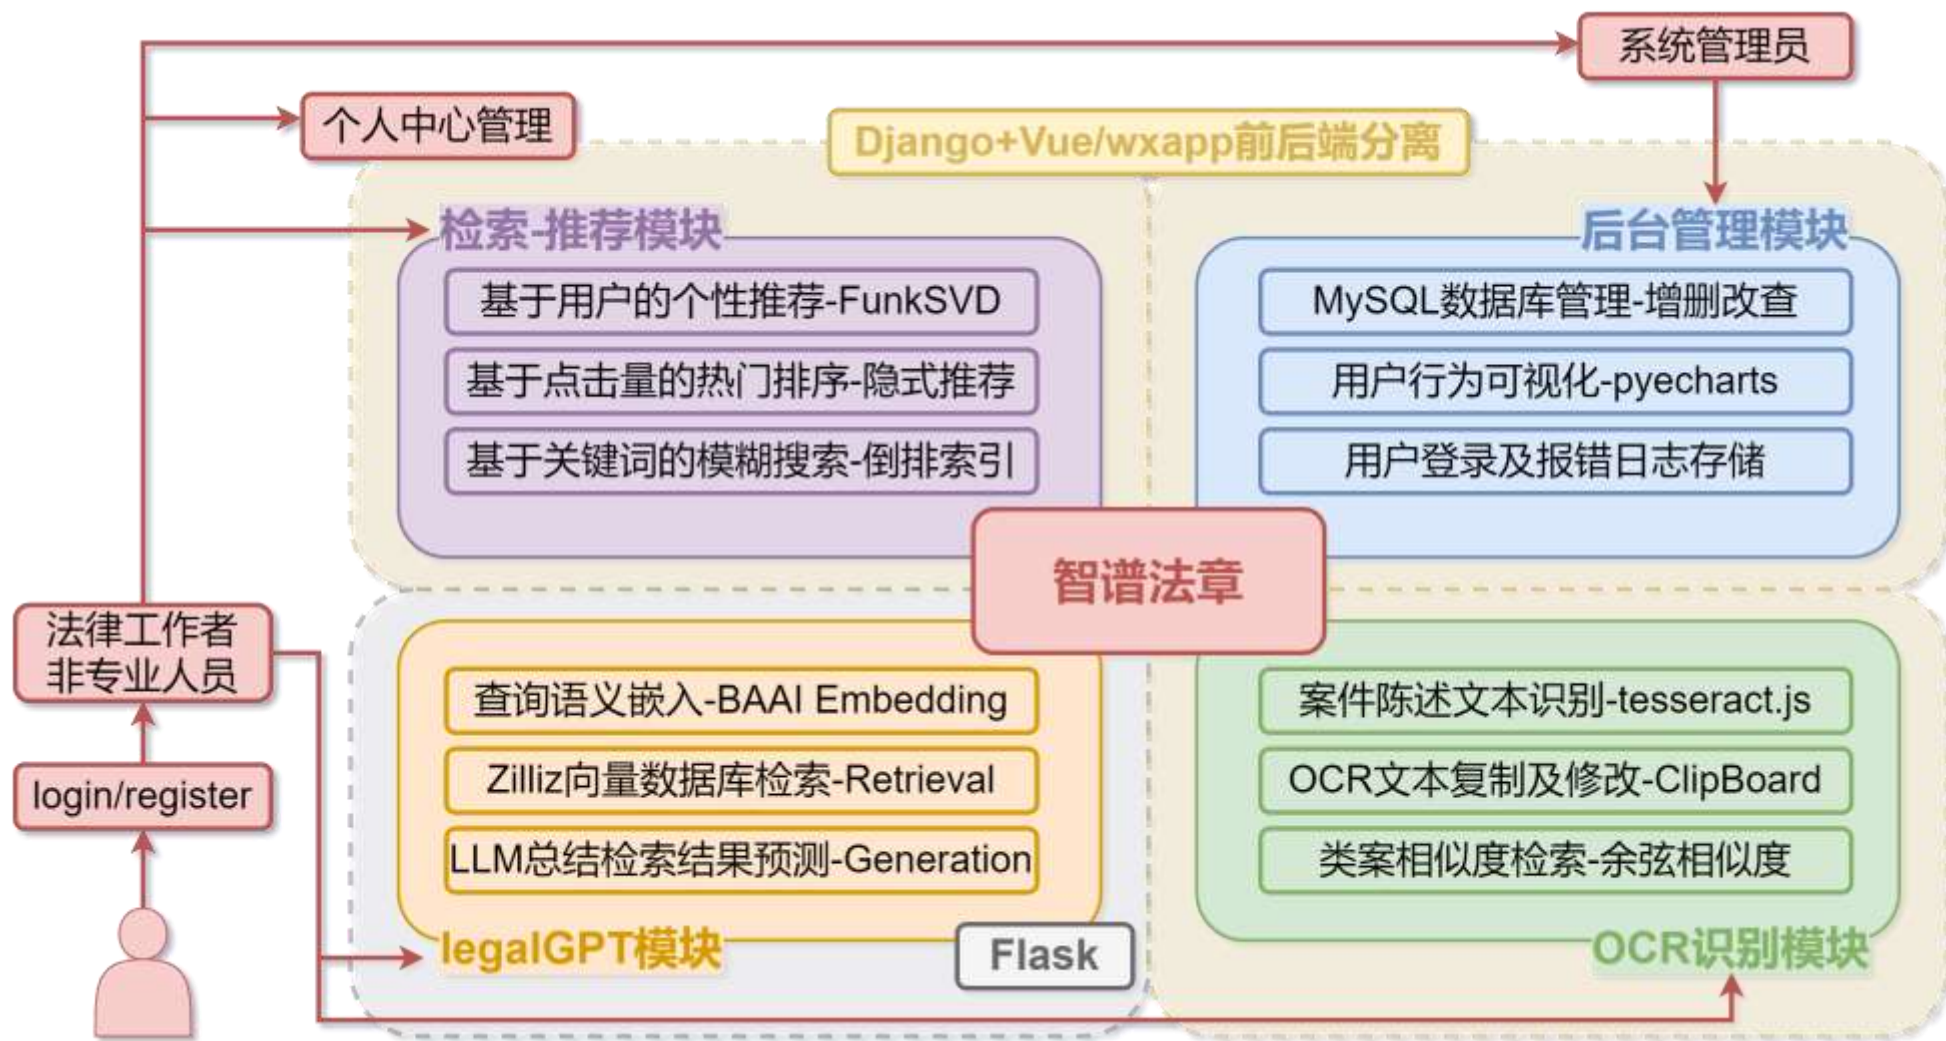 系统管理员
个人中心管理
Django+Vue/wxapp前后端分离
检索-推荐模块
基于用户的个性推荐-FunkSVD
基于点击量的热门排序-隐式推荐
基于关键词的模糊搜索-倒排索引
后台管理模块
MySQL数据库管理-增删改查
用户行为可视化-pyecharts
用户登录及报错日志存储
智谱法章
法律工作者
非专业人员
login/register
查询语义嵌入-BAAI Embedding
Zilliz向量数据库检索-Retrieval
LLM总结检索结果预测-Generation
legalGPT模块
Flask
案件陈述文本识别-tesseract.js
OCR文本复制及修改-ClipBoard
类案相似度检索-余弦相似度
OCR识别模块